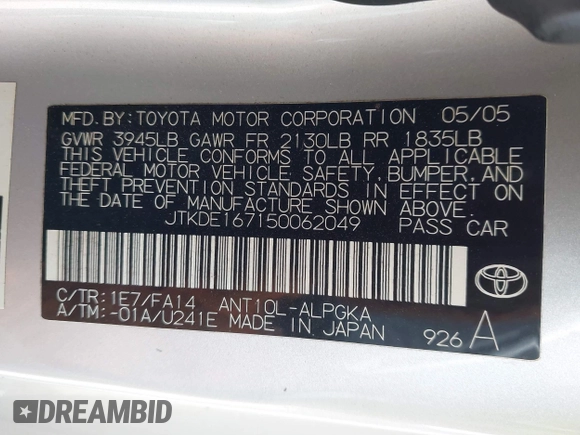 MFD. BY: TOYOTA MOTOR CORPORATION 05/05
GVWR 3945LB GAWR FR 2130LB RR 1835LB
THIS VEHICLE CONFORMS TO ALL APPLICABLE
FEDERAL MOTOR VEHICLE SAFETY, BUMPER, AND
THEFT PREVENTION STANDARDS IN EFFECT ON
THE DATE OF MANUFACTURE SHOWN ABOVE.
JTKDE167150062049 PASS CAR
C/TR: 1E7/FA14 ANT10L-ALPGKA
A/TM: -01A/U241E MADE IN JAPAN
926 A
TOYOTA
DREAMBID